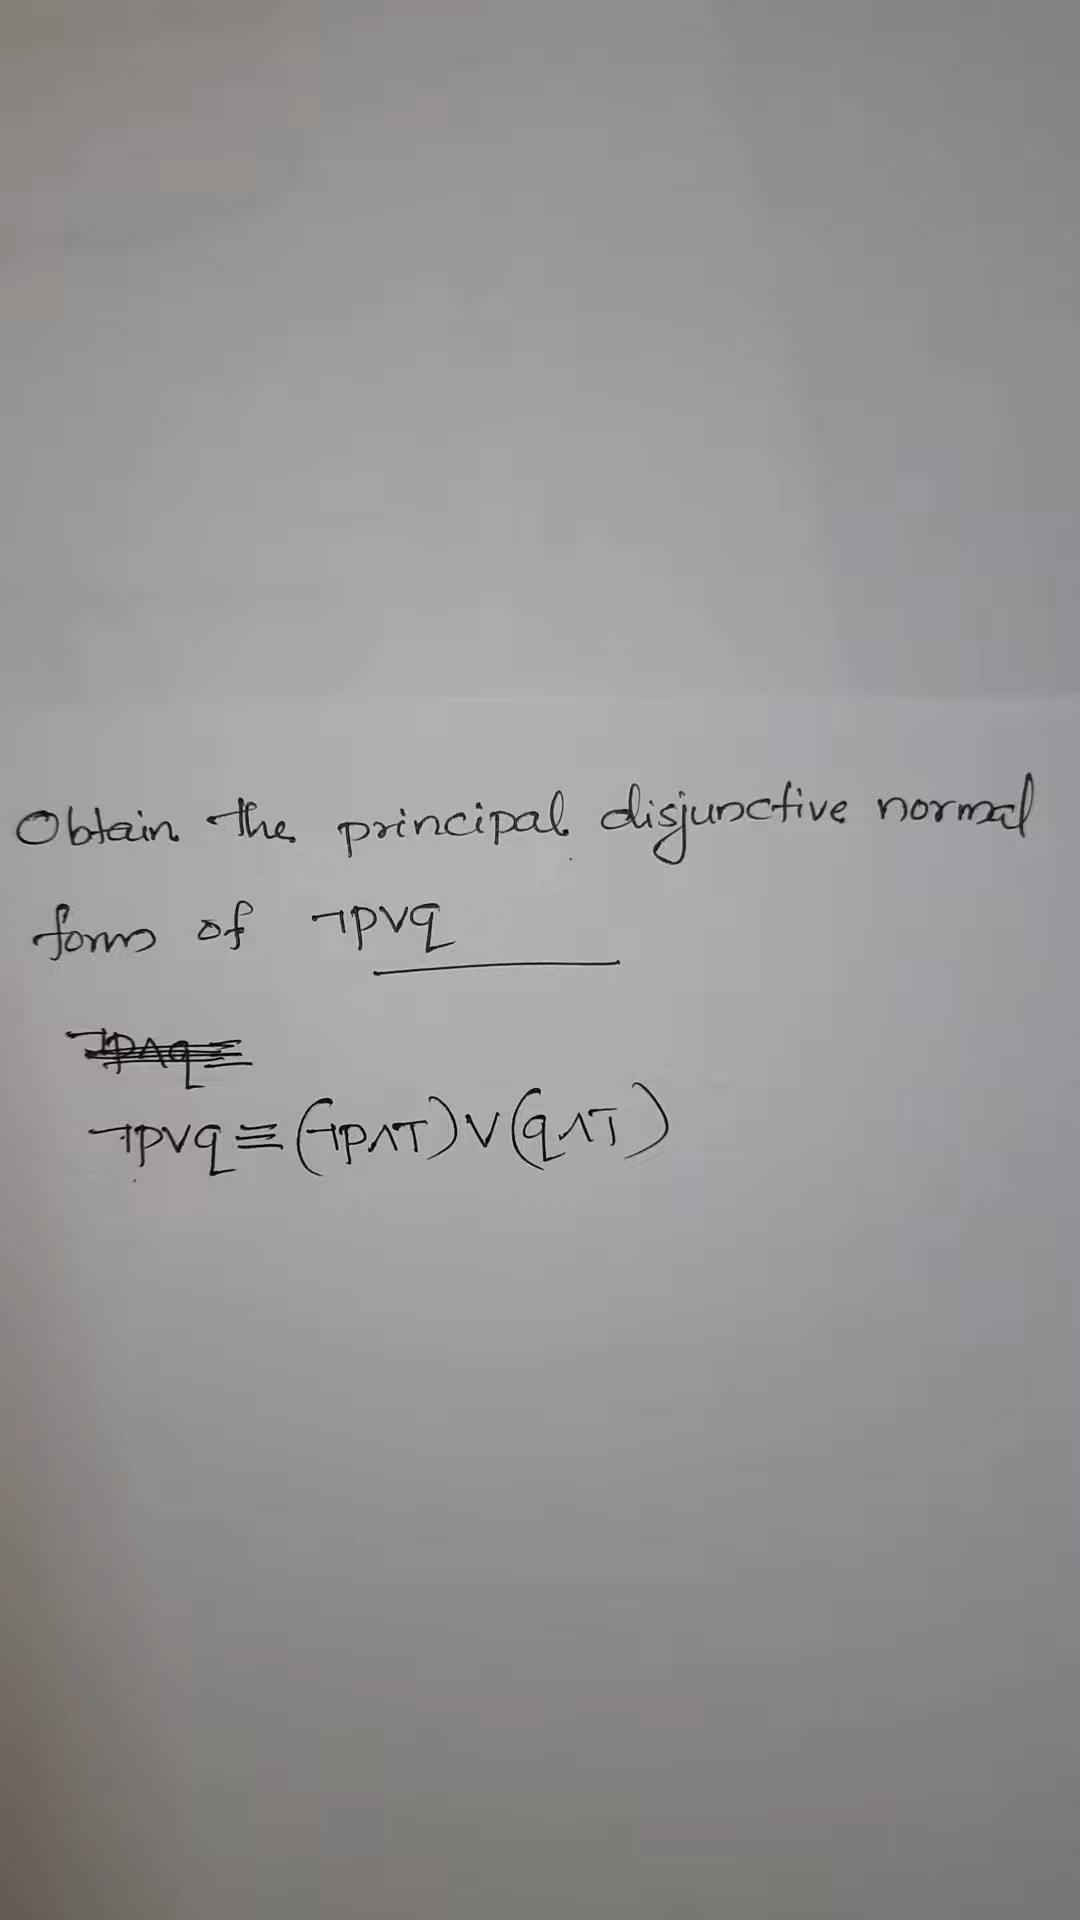 Obtain the principal disjunctive normal
form of ¬p∨q
¬p∧q≡
¬p∨q≡(¬p∧T)∨(q∧T)